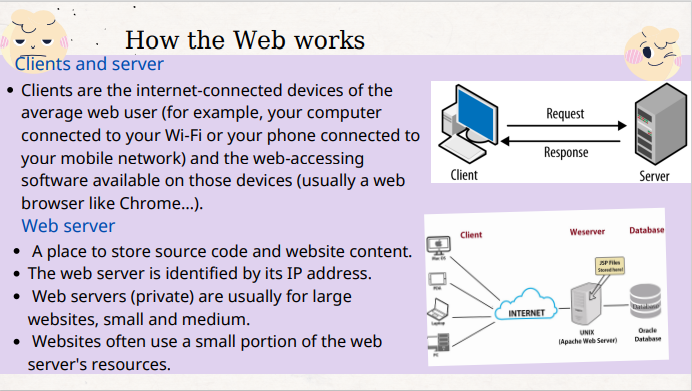 How the Web works
Clients and server
• Clients are the internet-connected devices of the
average web user (for example, your computer
connected to your Wi-Fi or your phone connected to
your mobile network) and the web-accessing
software available on those devices (usually a web
browser like Chrome...).
Web server
• A place to store source code and website content.
• The web server is identified by its IP address.
• Web servers (private) are usually for large
websites, small and medium.
• Websites often use a small portion of the web
server's resources.
Request
Response
Client
Server
Client
Weserver
Database
Mac OS
PDA
Laptop
PC
INTERNET
JSP Files
Stored here!
UNIX
(Apache Web Server)
Database
Oracle
Database